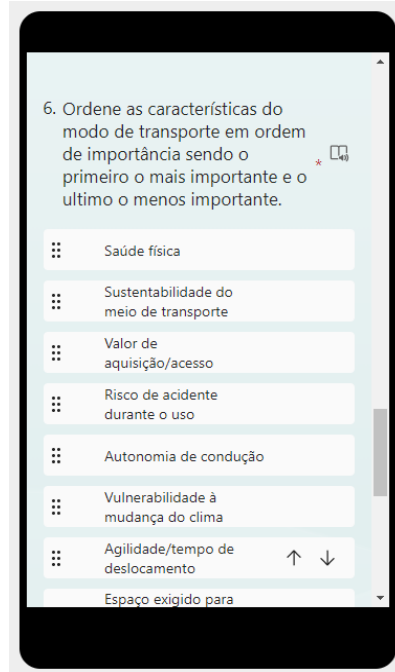 6. Ordene as características do
modo de transporte em ordem
de importância sendo o
primeiro o mais importante e o
ultimo o menos importante. *
Saúde física
Sustentabilidade do
meio de transporte
Valor de
aquisição/acesso
Risco de acidente
durante o uso
Autonomia de condução
Vulnerabilidade à
mudança do clima
Agilidade/tempo de
deslocamento
Espaço exigido para